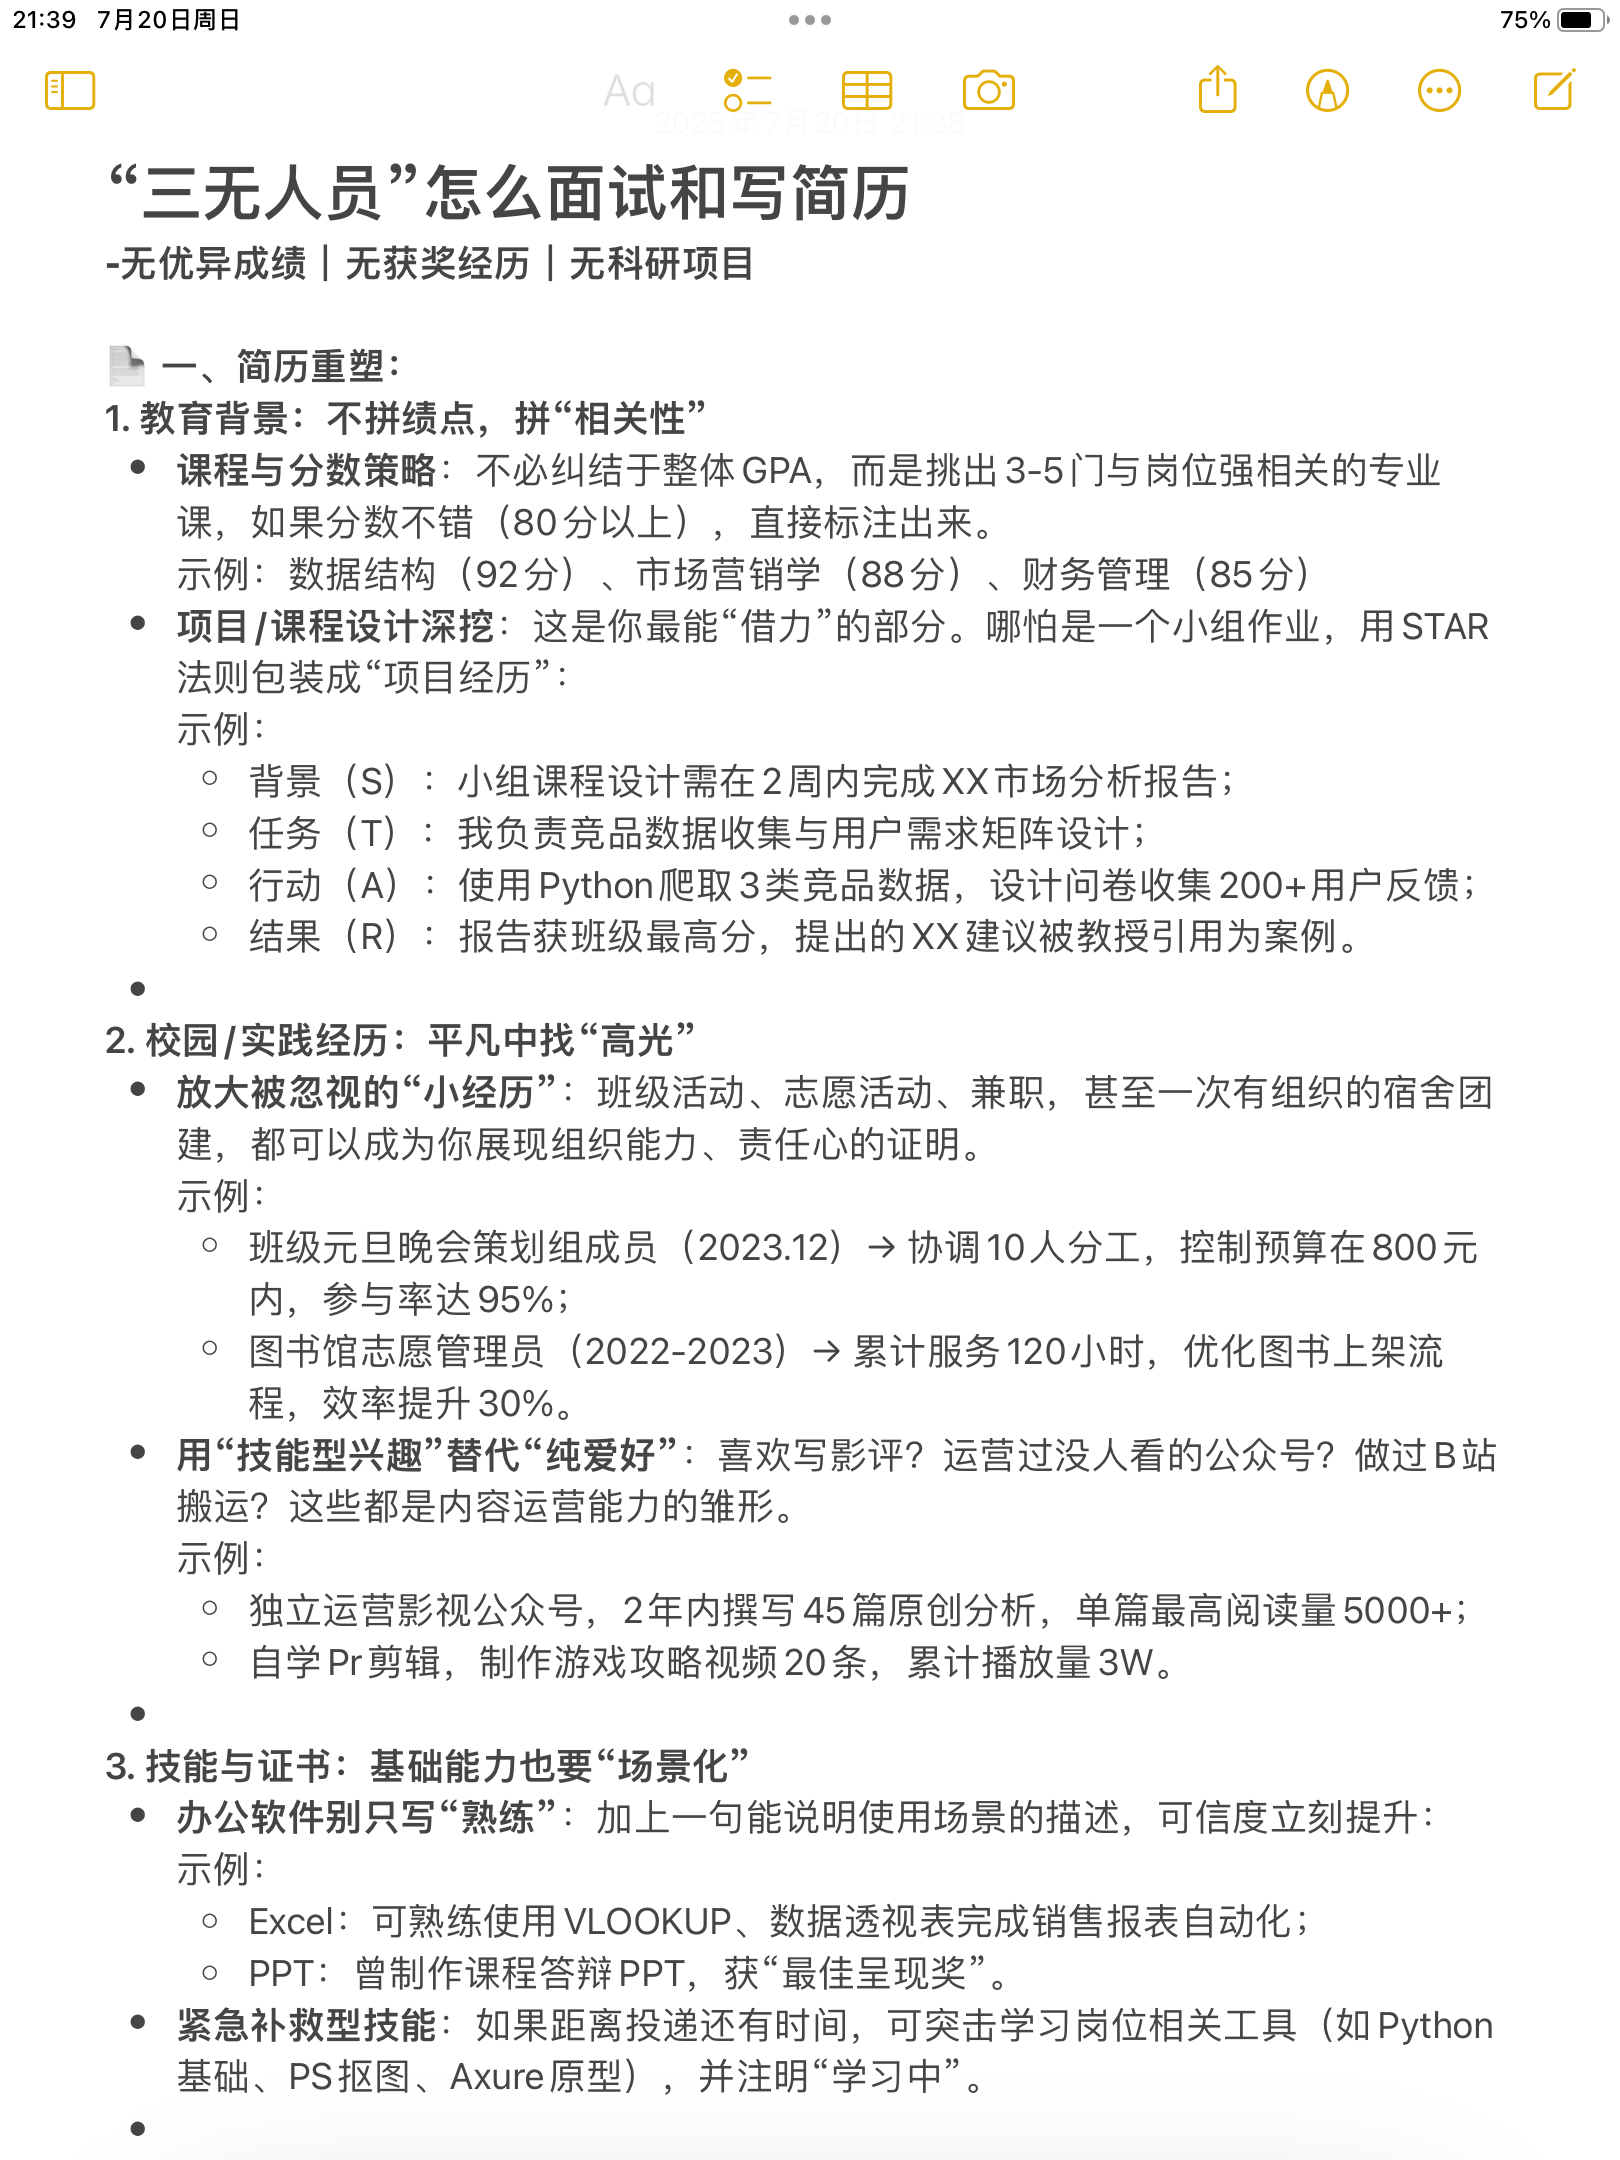 21:39 7月20日周日
75%
Aa
2025年7月20日 21:38
“三无人员”怎么面试和写简历
-无优异成绩｜无获奖经历｜无科研项目
一、简历重塑：
1. 教育背景：不拼绩点，拼“相关性”
• 课程与分数策略：不必纠结于整体GPA，而是挑出3-5门与岗位强相关的专业
课，如果分数不错（80分以上），直接标注出来。
示例：数据结构（92分）、市场营销学（88分）、财务管理（85分）
• 项目/课程设计深挖：这是你最能“借力”的部分。哪怕是一个小组作业，用STAR
法则包装成“项目经历”：
示例：
◦ 背景（S）：小组课程设计需在2周内完成XX市场分析报告；
◦ 任务（T）：我负责竞品数据收集与用户需求矩阵设计；
◦ 行动（A）：使用Python爬取3类竞品数据，设计问卷收集200+用户反馈；
◦ 结果（R）：报告获班级最高分，提出的XX建议被教授引用为案例。
•
2. 校园/实践经历：平凡中找“高光”
• 放大被忽视的“小经历”：班级活动、志愿活动、兼职，甚至一次有组织的宿舍团
建，都可以成为你展现组织能力、责任心的证明。
示例：
◦ 班级元旦晚会策划组成员（2023.12）→ 协调10人分工，控制预算在800元
内，参与率达95%；
◦ 图书馆志愿管理员（2022-2023）→ 累计服务120小时，优化图书上架流
程，效率提升30%。
• 用“技能型兴趣”替代“纯爱好”：喜欢写影评？运营过没人看的公众号？做过B站
搬运？这些都是内容运营能力的雏形。
示例：
◦ 独立运营影视公众号，2年内撰写45篇原创分析，单篇最高阅读量5000+；
◦ 自学Pr剪辑，制作游戏攻略视频20条，累计播放量3W。
•
3. 技能与证书：基础能力也要“场景化”
• 办公软件别只写“熟练”：加上一句能说明使用场景的描述，可信度立刻提升：
示例：
◦ Excel：可熟练使用VLOOKUP、数据透视表完成销售报表自动化；
◦ PPT：曾制作课程答辩PPT，获“最佳呈现奖”。
• 紧急补救型技能：如果距离投递还有时间，可突击学习岗位相关工具（如Python
基础、PS抠图、Axure原型），并注明“学习中”。
•